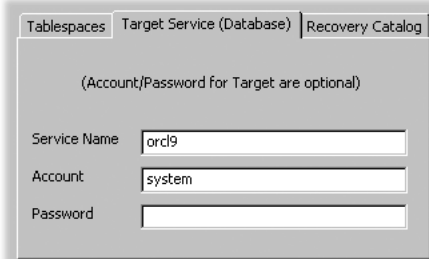 Tablespaces Target Service (Database) Recovery Catalog
(Account/Password for Target are optional)
Service Name orcl9
Account system
Password